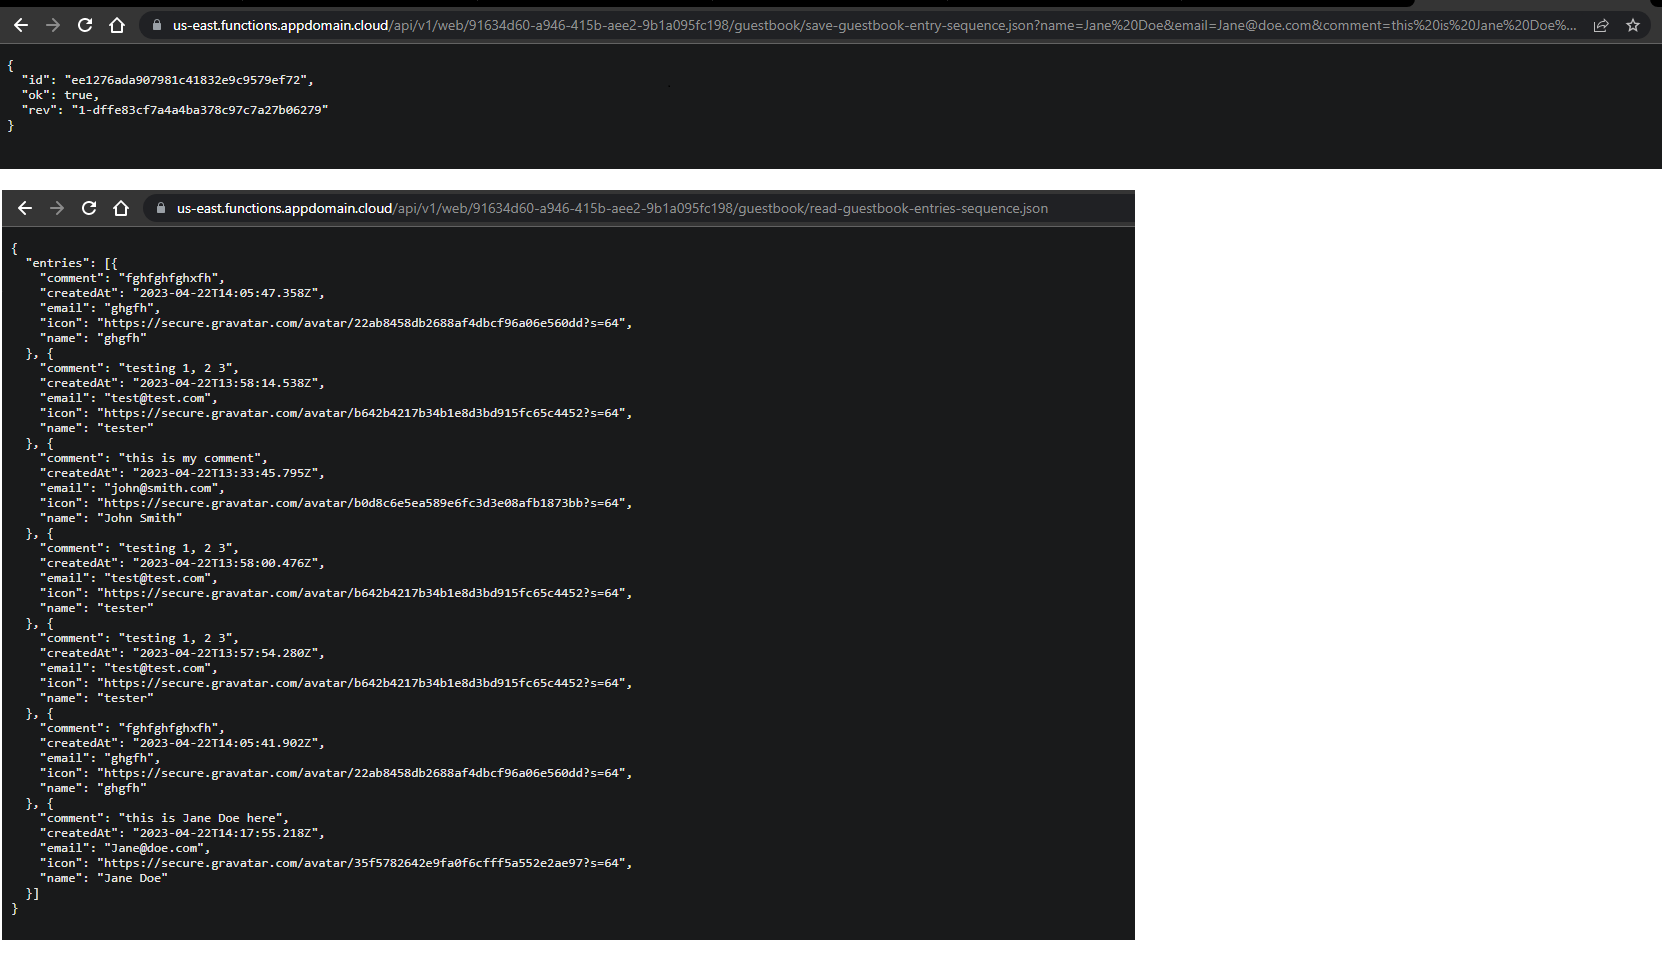 us-east.functions.appdomain.cloud/api/v1/web/91634d60-a946-415b-aee2-9b1a095fc198/guestbook/save-guestbook-entry-sequence.json?name=Jane%20Doe&email=Jane@doe.com&comment=this%20is%20Jane%20Doe%...
{
"id": "ee1276ada907981c41832e9c9579ef72",
"ok": true,
"rev": "1-dffe83cf7a4a4ba378c97c7a27b06279"
}
us-east.functions.appdomain.cloud/api/v1/web/91634d60-a946-415b-aee2-9b1a095fc198/guestbook/read-guestbook-entries-sequence.json
{
"entries": [{
"comment": "fghfghfghxfh",
"createdAt": "2023-04-22T14:05:47.358Z",
"email": "ghgfh",
"icon": "https://secure.gravatar.com/avatar/22ab8458db2688af4dbcf96a06e560dd?s=64",
"name": "ghgfh"
}, {
"comment": "testing 1, 2 3",
"createdAt": "2023-04-22T13:58:14.538Z",
"email": "test@test.com",
"icon": "https://secure.gravatar.com/avatar/b642b4217b34b1e8d3bd915fc65c4452?s=64",
"name": "tester"
}, {
"comment": "this is my comment",
"createdAt": "2023-04-22T13:33:45.795Z",
"email": "john@smith.com",
"icon": "https://secure.gravatar.com/avatar/b0d8c6e5ea589e6fc3d3e08afb1873bb?s=64",
"name": "John Smith"
}, {
"comment": "testing 1, 2 3",
"createdAt": "2023-04-22T13:58:00.476Z",
"email": "test@test.com",
"icon": "https://secure.gravatar.com/avatar/b642b4217b34b1e8d3bd915fc65c4452?s=64",
"name": "tester"
}, {
"comment": "testing 1, 2 3",
"createdAt": "2023-04-22T13:57:54.280Z",
"email": "test@test.com",
"icon": "https://secure.gravatar.com/avatar/b642b4217b34b1e8d3bd915fc65c4452?s=64",
"name": "tester"
}, {
"comment": "fghfghfghxfh",
"createdAt": "2023-04-22T14:05:41.902Z",
"email": "ghgfh",
"icon": "https://secure.gravatar.com/avatar/22ab8458db2688af4dbcf96a06e560dd?s=64",
"name": "ghgfh"
}, {
"comment": "this is Jane Doe here",
"createdAt": "2023-04-22T14:17:55.218Z",
"email": "Jane@doe.com",
"icon": "https://secure.gravatar.com/avatar/35f5782642e9fa0f6cfff5a552e2ae97?s=64",
"name": "Jane Doe"
}]
}